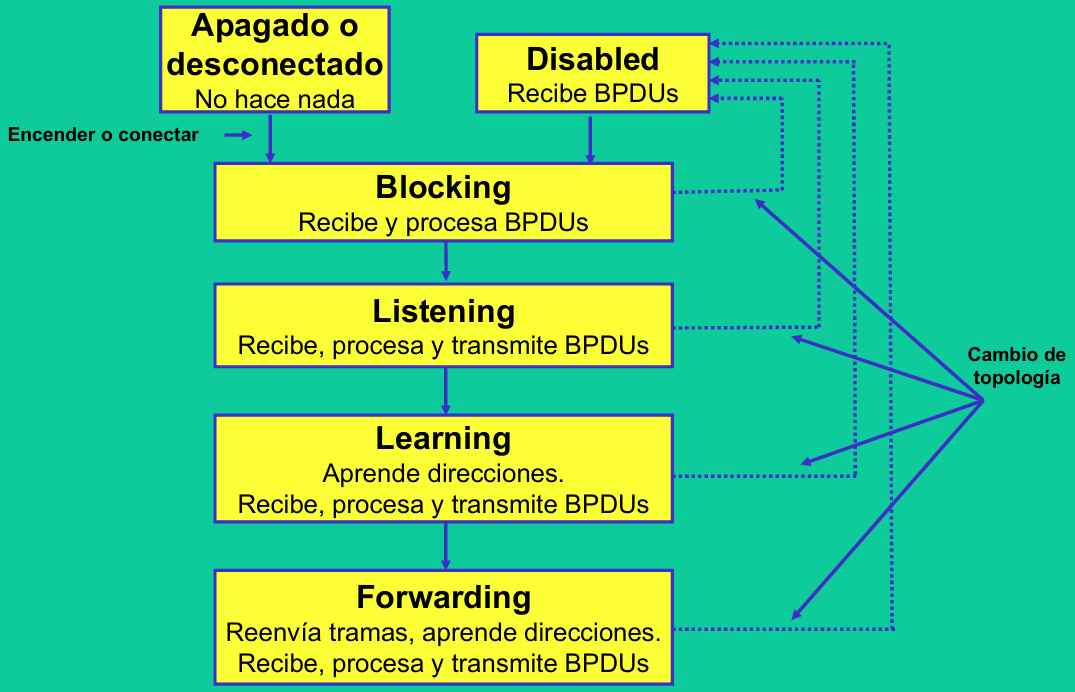 Apagado o
desconectado
No hace nada
Disabled
Recibe BPDUs
Encender o conectar
Blocking
Recibe y procesa BPDUs
Listening
Recibe, procesa y transmite BPDUs
Cambio de
topología
Learning
Aprende direcciones.
Recibe, procesa y transmite BPDUs
Forwarding
Reenvía tramas, aprende direcciones.
Recibe, procesa y transmite BPDUs